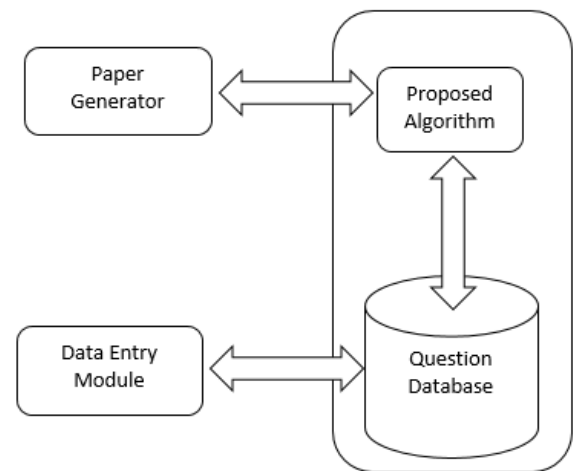 Paper
Generator
Proposed
Algorithm
Data Entry
Module
Question
Database